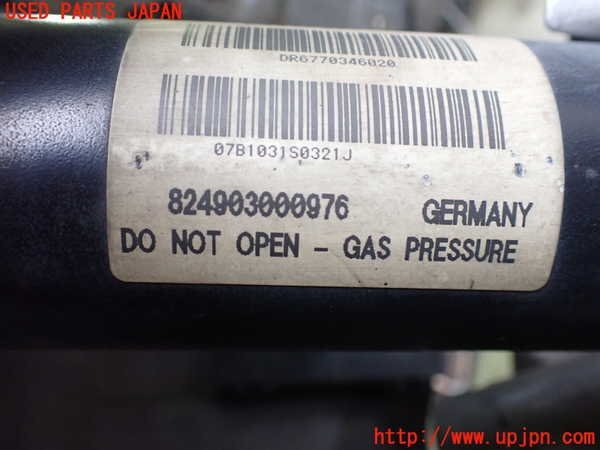 USED PARTS JAPAN
DR6770346020
07B1031S0321J
824903000976 GERMANY
DO NOT OPEN - GAS PRESSURE
http://www.upjpn.com/